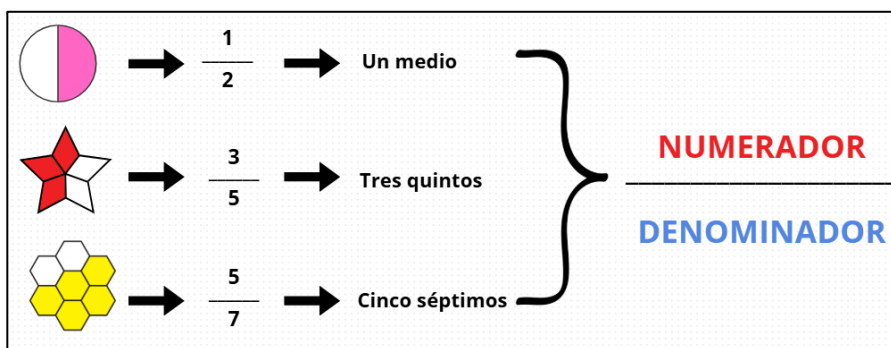 1
2
Un medio
3
5
Tres quintos
5
7
Cinco séptimos
NUMERADOR
DENOMINADOR